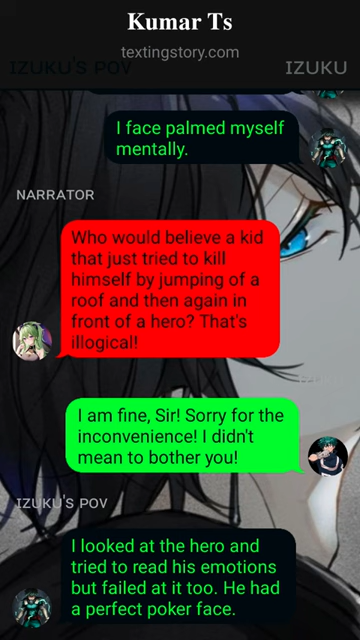 Kumar Ts
textingstory.com
IZUKU'S POV
IZUKU
I face palmed myself
mentally.
NARRATOR
Who would believe a kid
that just tried to kill
himself by jumping of a
roof and then again in
front of a hero? That's
illogical!
I am fine, Sir! Sorry for the
inconvenience! I didn't
mean to bother you!
IZUKU'S POV
I looked at the hero and
tried to read his emotions
but failed at it too. He had
a perfect poker face.